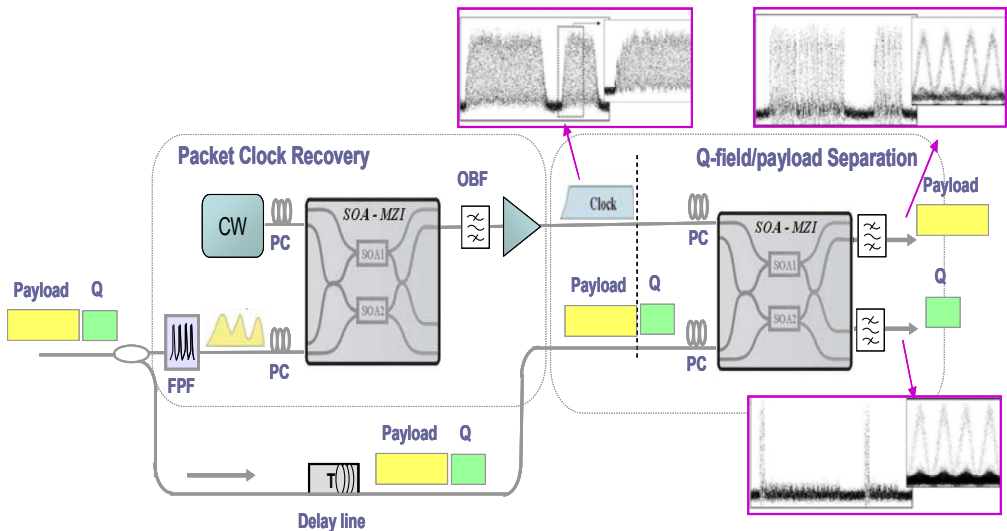 Packet Clock Recovery
Q-field/payload Separation
OBF
Payload
Clock
CW
SOA - MZI
SOA - MZI
PC
PC
SOA1
SOA1
Payload
Q
Q
Payload
Q
SOA2
SOA2
FPF
PC
PC
Payload
Q
T
Delay line